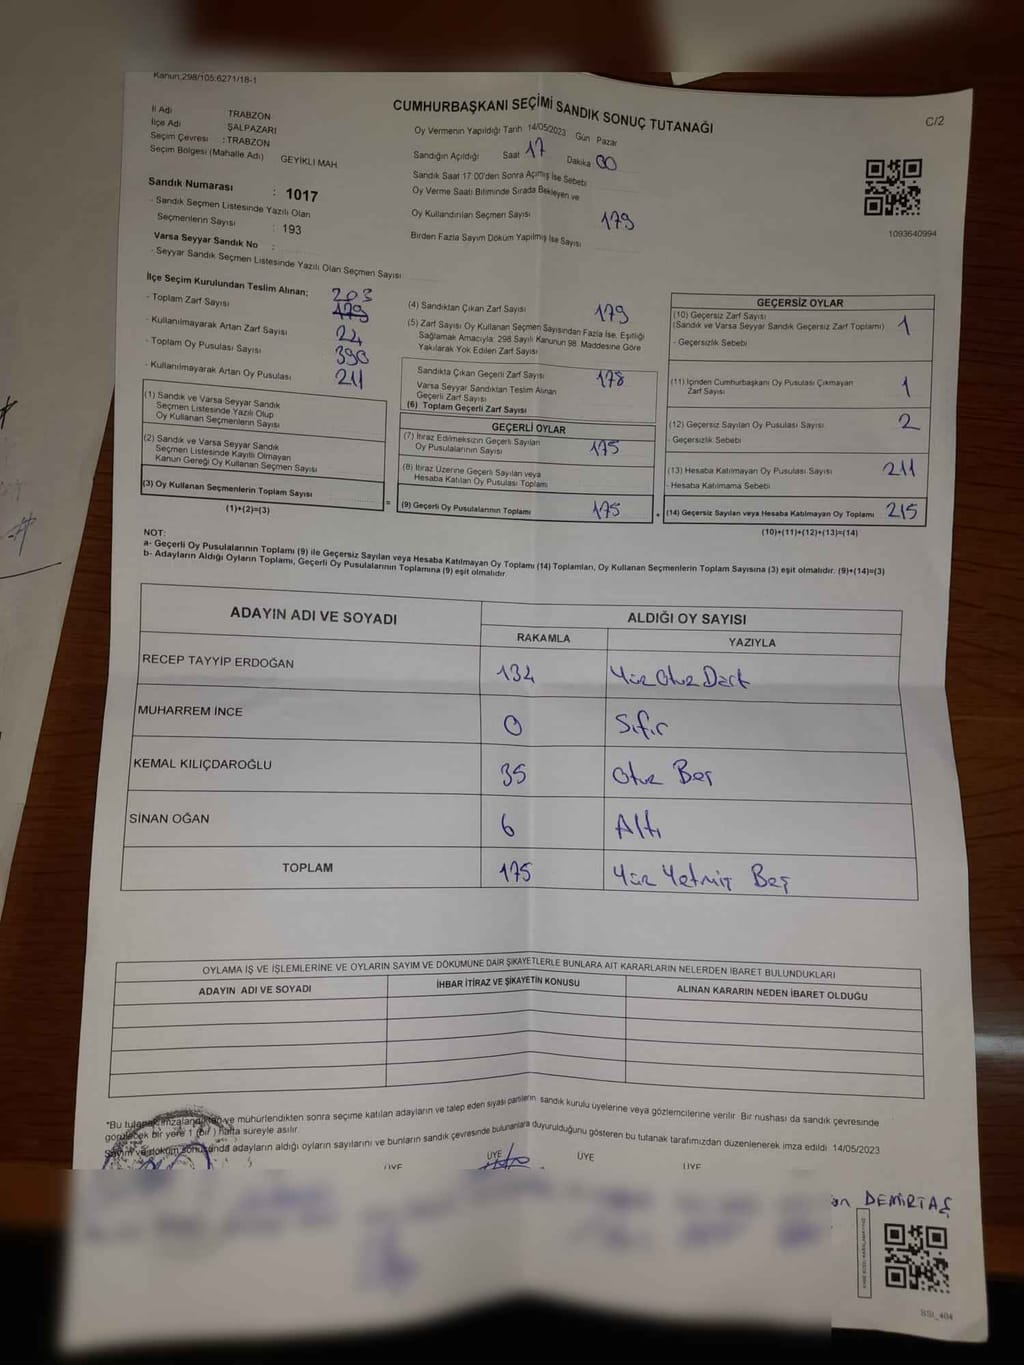 Kanun,298/105:6271/18-1
CUMHURBAŞKANI SEÇİMİ SANDIK SONUÇ TUTANAĞI
C/2
İl Adı TRABZON
İlçe Adı ŞALPAZARI
Seçim Çevresi : TRABZON
Seçim Bölgesi (Mahalle Adı) GEYİKLİ MAH.
Sandık Numarası : 1017
- Sandık Seçmen Listesinde Yazılı Olan
Seçmenlerin Sayısı : 193
Varsa Seyyar Sandık No :
- Seyyar Sandık Seçmen Listesinde Yazılı Olan Seçmen Sayısı
Oy Vermenin Yapıldığı Tarih 14/05/2023 Gün Pazar
Sandığın Açıldığı Saat 17 Dakika 00
Sandık Saat 17:00'den Sonra Açılmış İse Sebebi
Oy Verme Saati Bitiminde Sırada Bekleyen ve
Oy Kullandırılan Seçmen Sayısı 179
Birden Fazla Sayım Döküm Yapılmış İse Sayısı
1093640994
İlçe Seçim Kurulundan Teslim Alınan;
- Toplam Zarf Sayısı 203 179
- Kullanılmayarak Artan Zarf Sayısı 24
- Toplam Oy Pusulası Sayısı 390
- Kullanılmayarak Artan Oy Pusulası 211
(1) Sandık ve Varsa Seyyar Sandık
Seçmen Listesinde Yazılı Olup
Oy Kullanan Seçmenlerin Sayısı
(2) Sandık ve Varsa Seyyar Sandık
Seçmen Listesinde Kayıtlı Olmayan
Kanun Gereği Oy Kullanan Seçmen Sayısı
(3) Oy Kullanan Seçmenlerin Toplam Sayısı
(1)+(2)=(3)
(4) Sandıktan Çıkan Zarf Sayısı 179
(5) Zarf Sayısı Oy Kullanan Seçmen Sayısından Fazla İse, Eşitliği
Sağlamak Amacıyla; 298 Sayılı Kanunun 98. Maddesine Göre
Yakılarak Yok Edilen Zarf Sayısı
Sandıkta Çıkan Geçerli Zarf Sayısı 178
Varsa Seyyar Sandıktan Teslim Alınan
Geçerli Zarf Sayısı
(6) Toplam Geçerli Zarf Sayısı
GEÇERLİ OYLAR
(7) İtiraz Edilmeksizin Geçerli Sayılan
Oy Pusulalarının Sayısı 175
(8) İtiraz Üzerine Geçerli Sayılan veya
Hesaba Katılan Oy Pusulası Toplamı
= (9) Geçerli Oy Pusulalarının Toplamı 175
GEÇERSİZ OYLAR
(10) Geçersiz Zarf Sayısı
(Sandık ve Varsa Seyyar Sandık Geçersiz Zarf Toplamı) 1
- Geçersizlik Sebebi
(11) İçinden Cumhurbaşkanı Oy Pusulası Çıkmayan
Zarf Sayısı 1
(12) Geçersiz Sayılan Oy Pusulası Sayısı 2
- Geçersizlik Sebebi
(13) Hesaba Katılmayan Oy Pusulası Sayısı 211
- Hesaba Katılmama Sebebi
+ (14) Geçersiz Sayılan veya Hesaba Katılmayan Oy Toplamı 215
(10)+(11)+(12)+(13)=(14)
NOT:
a- Geçerli Oy Pusulalarının Toplamı (9) ile Geçersiz Sayılan veya Hesaba Katılmayan Oy Toplamı (14) Toplamları, Oy Kullanan Seçmenlerin Toplam Sayısına (3) eşit olmalıdır. (9)+(14)=(3)
b- Adayların Aldığı Oyların Toplamı, Geçerli Oy Pusulalarının Toplamına (9) eşit olmalıdır.
ADAYIN ADI VE SOYADI ALDIĞI OY SAYISI
RAKAMLA YAZIYLA
RECEP TAYYİP ERDOĞAN 134 Yüz Otuz Dört
MUHARREM İNCE 0 Sıfır
KEMAL KILIÇDAROĞLU 35 Otuz Beş
SİNAN OĞAN 6 Altı
TOPLAM 175 Yüz Yetmiş Beş
OYLAMA İŞ VE İŞLEMLERİNE VE OYLARIN SAYIM VE DÖKÜMÜNE DAİR ŞİKAYETLERLE BUNLARA AİT KARARLARIN NELERDEN İBARET BULUNDUKLARI
ADAYIN ADI VE SOYADI İHBAR İTİRAZ VE ŞİKAYETİN KONUSU ALINAN KARARIN NEDEN İBARET OLDUĞU
*Bu tutanak imzalandıktan ve mühürlendikten sonra seçime katılan adayların ve talep eden siyasi partilerin, sandık kurulu üyelerine veya gözlemcilerine verilir. Bir nüshası da sandık çevresinde
görülecek bir yere 1 (bir) hafta süreyle asılır.
Sayım ve döküm sonucunda adayların aldığı oyların sayılarını ve bunların sandık çevresinde bulunanlara duyurulduğunu gösteren bu tutanak tarafımızdan düzenlenerek imza edildi. 14/05/2023
ÜYE ÜYE ÜYE ÜYE
DEMİRTAŞ
SSİ_404